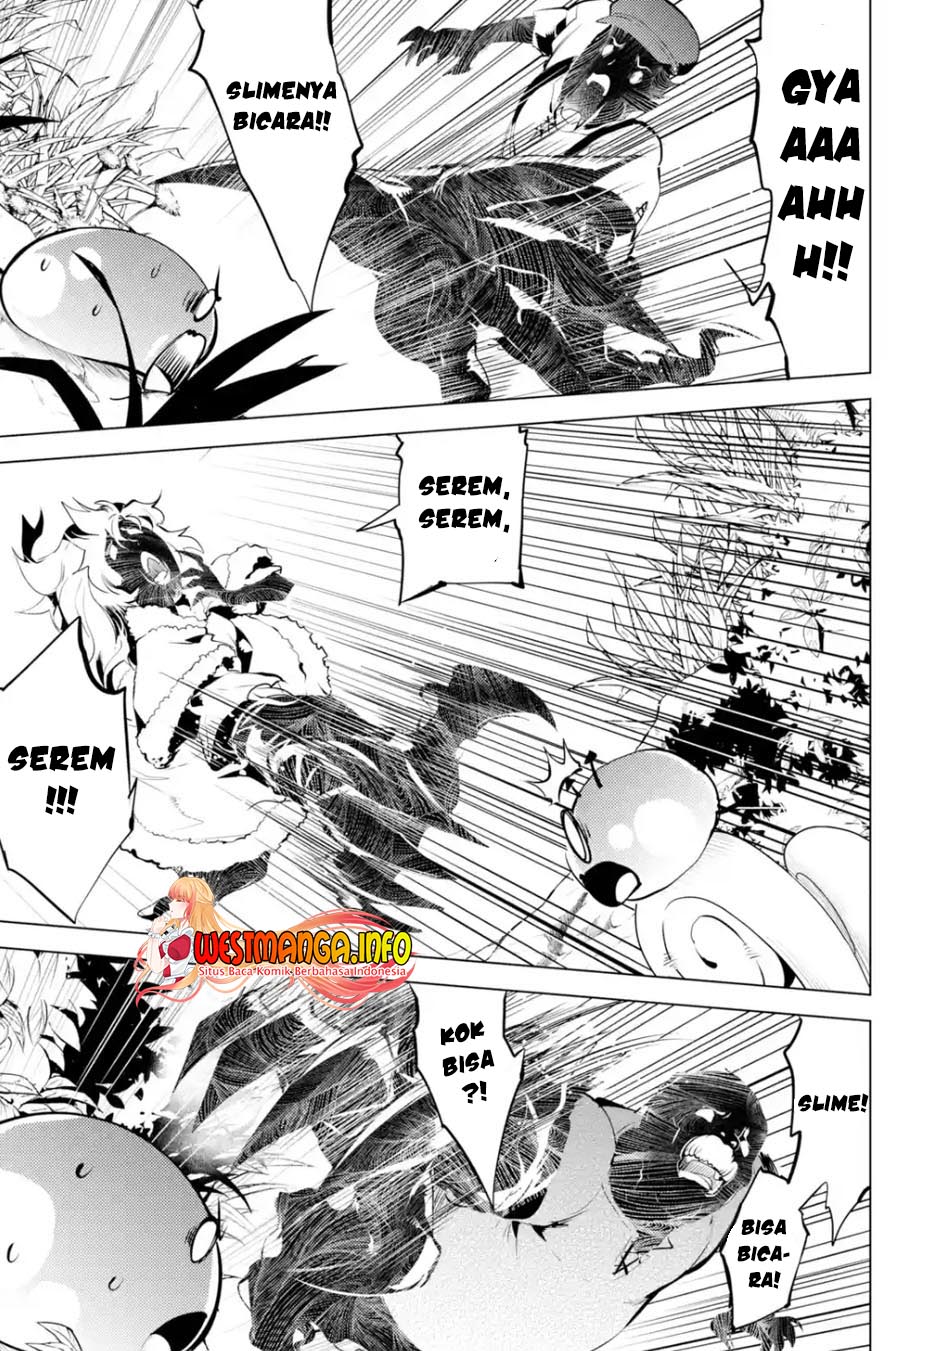 GYA
AAA
AHH
H!!
SLIMENYA
BICARA!!
SEREM,
SEREM,
SEREM
!!!
WESTMANGA.INFO
Situs Baca Komik Berbahasa Indonesia
SLIME!
BISA
BICA-
RA!
KOK
BISA
?!